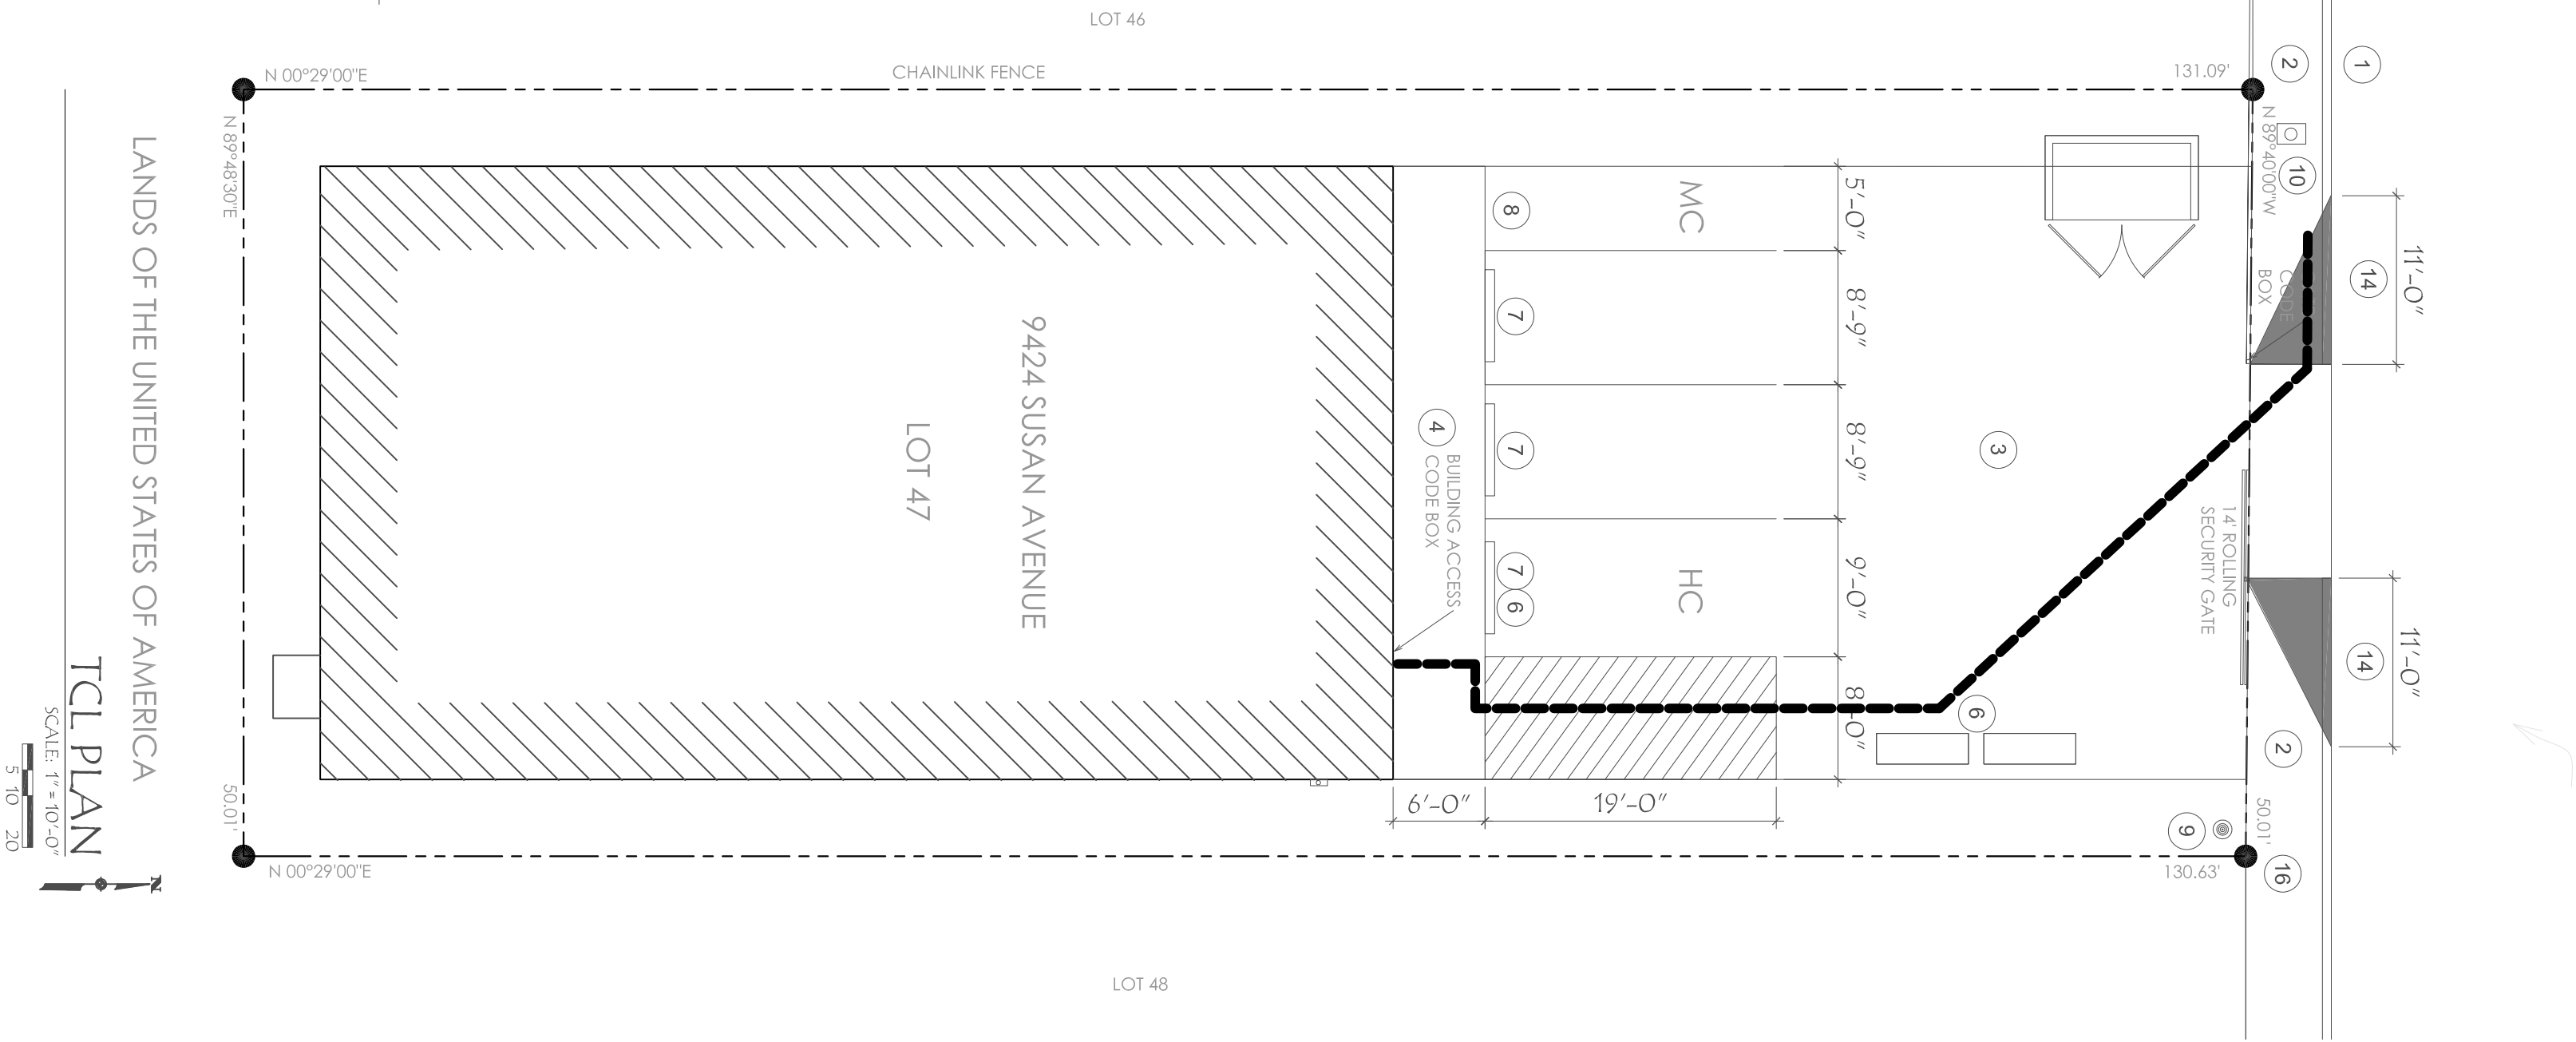 LOT 46
CHAINLINK FENCE
N 00°29'00"E
131.09'
2
1
N 89°48'30"E
N 89°40'00"W
10
LANDS OF THE UNITED STATES OF AMERICA
MC
8
5'-0"
11'-0"
14
CODE
BOX
7
8'-9"
9424 SUSAN AVENUE
LOT 47
4
BUILDING ACCESS
CODE BOX
7
8'-9"
3
14' ROLLING
SECURITY GATE
7
6
HC
9'-0"
11'-0"
14
8'-0"
6
2
6'-0"
19'-0"
50.01'
50.01'
9
N 00°29'00"E
130.63'
16
TCL PLAN
SCALE: 1" = 10'-0"
5 10 20
N
LOT 48